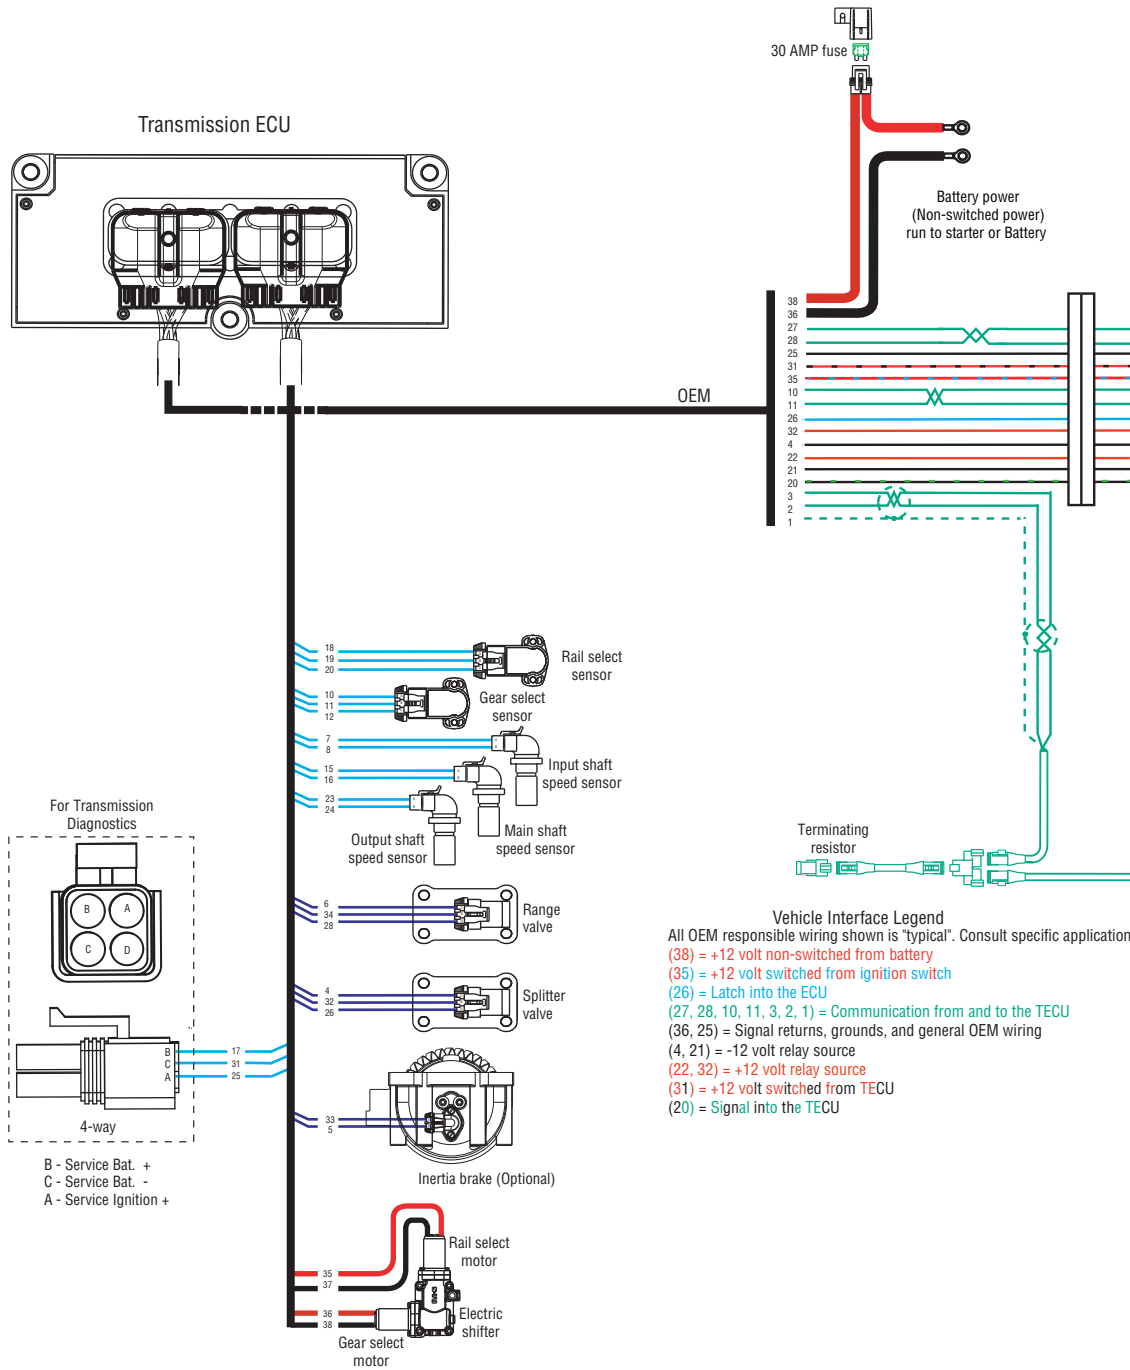 30 AMP fuse
Transmission ECU
Battery power
(Non-switched power)
run to starter or Battery
38
36
27
28
25
31
35
10
11
26
32
4
22
21
20
3
2
1
OEM
18
19
20
Rail select
sensor
10
11
12
Gear select
sensor
7
8
Input shaft
speed sensor
15
16
Main shaft
speed sensor
23
24
Output shaft
speed sensor
For Transmission
Diagnostics
B
A
C
D
B
C
A
17
31
25
4-way
B - Service Bat. +
C - Service Bat. -
A - Service Ignition +
6
34
28
Range
valve
4
32
26
Splitter
valve
33
5
Inertia brake (Optional)
35
37
Rail select
motor
36
38
Electric
shifter
Gear select
motor
Terminating
resistor
Vehicle Interface Legend
All OEM responsible wiring shown is "typical". Consult specific application
(38) = +12 volt non-switched from battery
(35) = +12 volt switched from ignition switch
(26) = Latch into the ECU
(27, 28, 10, 11, 3, 2, 1) = Communication from and to the TECU
(36, 25) = Signal returns, grounds, and general OEM wiring
(4, 21) = -12 volt relay source
(22, 32) = +12 volt relay source
(31) = +12 volt switched from TECU
(20) = Signal into the TECU